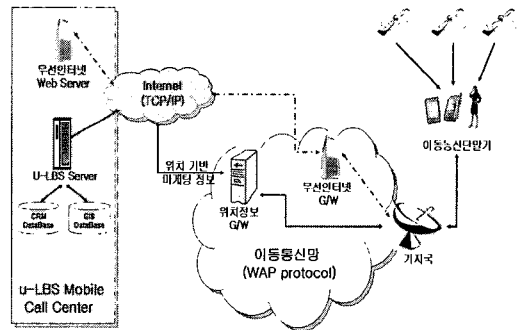 무선인터넷
Web Server
Internet
(TCP/IP)
U-LBS Server
CRM
DataBase
GIS
DataBase
u-LBS Mobile
Call Center
위치 기반
마케팅 정보
위치정보
G/W
무선인터넷
G/W
이동통신망
(WAP protocol)
이동통신단말기
기지국